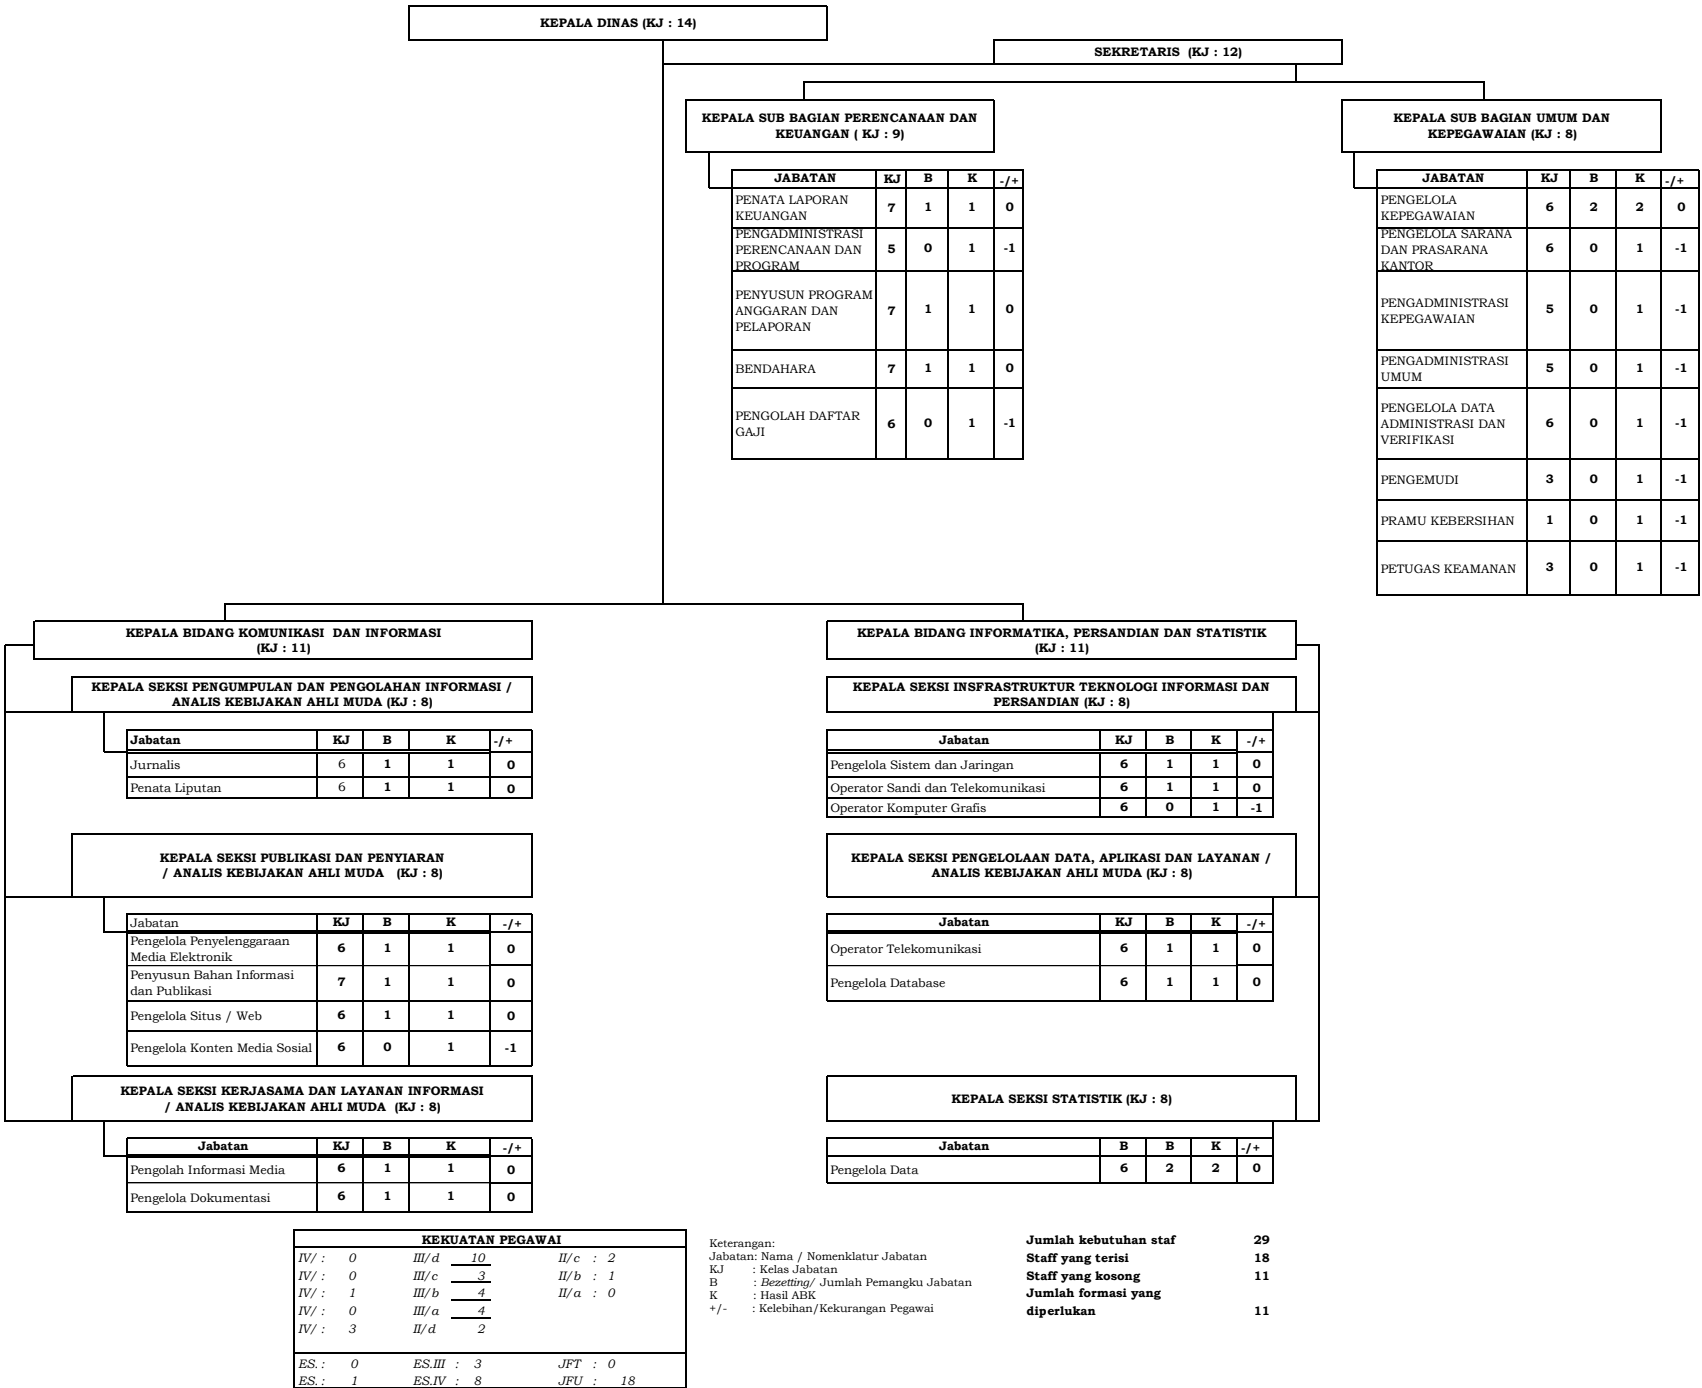 KEPALA DINAS (KJ : 14)
SEKRETARIS (KJ : 12)
KEPALA SUB BAGIAN PERENCANAAN DAN
KEUANGAN ( KJ : 9)
JABATAN KJ B K -/+
PENATA LAPORAN
KEUANGAN 7 1 1 0
PENGADMINISTRASI
PERENCANAAN DAN 5 0 1 -1
PROGRAM
PENYUSUN PROGRAM
ANGGARAN DAN 7 1 1 0
PELAPORAN
BENDAHARA 7 1 1 0
PENGOLAH DAFTAR
GAJI 6 0 1 -1
KEPALA SUB BAGIAN UMUM DAN
KEPEGAWAIAN (KJ : 8)
JABATAN KJ B K -/+
PENGELOLA
KEPEGAWAIAN 6 2 2 0
PENGELOLA SARANA
DAN PRASARANA 6 0 1 -1
KANTOR
PENGADMINISTRASI
KEPEGAWAIAN 5 0 1 -1
PENGADMINISTRASI
UMUM 5 0 1 -1
PENGELOLA DATA
ADMINISTRASI DAN 6 0 1 -1
VERIFIKASI
PENGEMUDI 3 0 1 -1
PRAMU KEBERSIHAN 1 0 1 -1
PETUGAS KEAMANAN 3 0 1 -1
KEPALA BIDANG KOMUNIKASI DAN INFORMASI
(KJ : 11)
KEPALA SEKSI PENGUMPULAN DAN PENGOLAHAN INFORMASI /
ANALIS KEBIJAKAN AHLI MUDA (KJ : 8)
Jabatan KJ B K -/+
Jurnalis 6 1 1 0
Penata Liputan 6 1 1 0
KEPALA SEKSI PUBLIKASI DAN PENYIARAN
/ ANALIS KEBIJAKAN AHLI MUDA (KJ : 8)
Jabatan KJ B K -/+
Pengelola Penyelenggaraan
Media Elektronik 6 1 1 0
Penyusun Bahan Informasi
dan Publikasi 7 1 1 0
Pengelola Situs / Web 6 1 1 0
Pengelola Konten Media Sosial 6 0 1 -1
KEPALA SEKSI KERJASAMA DAN LAYANAN INFORMASI
/ ANALIS KEBIJAKAN AHLI MUDA (KJ : 8)
Jabatan KJ B K -/+
Pengolah Informasi Media 6 1 1 0
Pengelola Dokumentasi 6 1 1 0
KEPALA BIDANG INFORMATIKA, PERSANDIAN DAN STATISTIK
(KJ : 11)
KEPALA SEKSI INSFRASTRUKTUR TEKNOLOGI INFORMASI DAN
PERSANDIAN (KJ : 8)
Jabatan KJ B K -/+
Pengelola Sistem dan Jaringan 6 1 1 0
Operator Sandi dan Telekomunikasi 6 1 1 0
Operator Komputer Grafis 6 0 1 -1
KEPALA SEKSI PENGELOLAAN DATA, APLIKASI DAN LAYANAN /
ANALIS KEBIJAKAN AHLI MUDA (KJ : 8)
Jabatan KJ B K -/+
Operator Telekomunikasi 6 1 1 0
Pengelola Database 6 1 1 0
KEPALA SEKSI STATISTIK (KJ : 8)
Jabatan B B K -/+
Pengelola Data 6 2 2 0
KEKUATAN PEGAWAI
IV/ : 0 III/d 10 II/c : 2
IV/ : 0 III/c 3 II/b : 1
IV/ : 1 III/b 4 II/a : 0
IV/ : 0 III/a 4
IV/ : 3 II/d 2
ES. : 0 ES.III : 3 JFT : 0
ES. : 1 ES.IV : 8 JFU : 18
Keterangan:
Jabatan: Nama / Nomenklatur Jabatan
KJ : Kelas Jabatan
B : Bezetting/ Jumlah Pemangku Jabatan
K : Hasil ABK
+/- : Kelebihan/Kekurangan Pegawai
Jumlah kebutuhan staf 29
Staff yang terisi 18
Staff yang kosong 11
Jumlah formasi yang
diperlukan 11